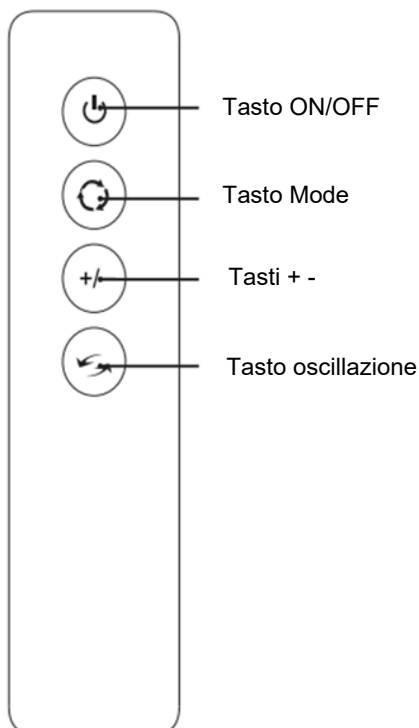 Tasto ON/OFF
Tasto Mode
+/-
Tasti + -
Tasto oscillazione